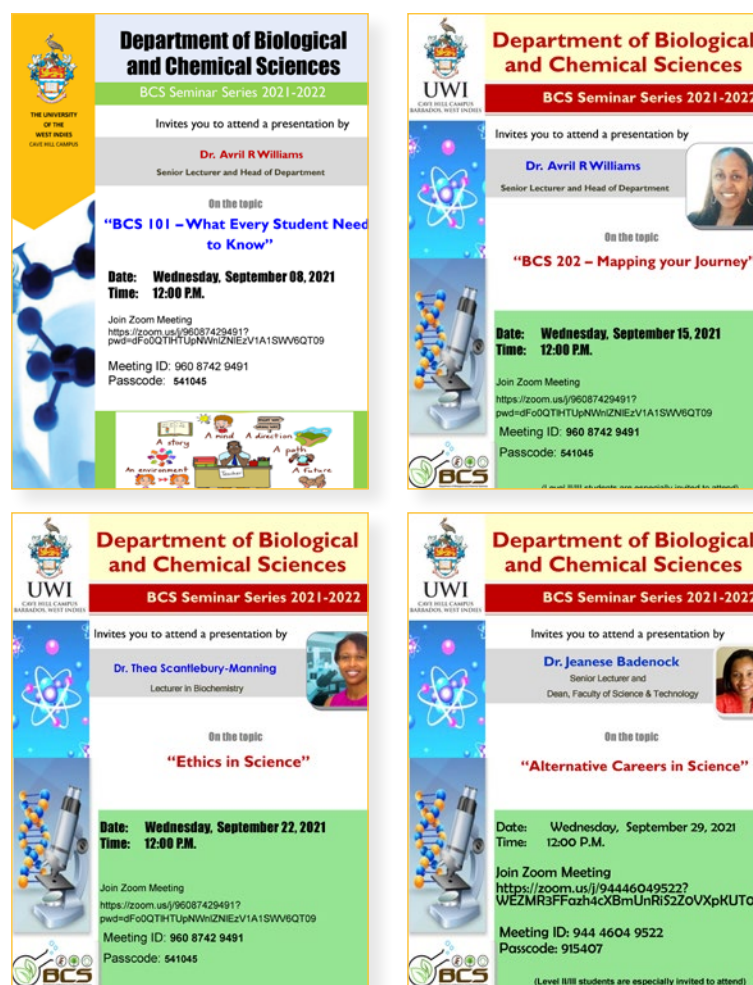 THE UNIVERSITY
OF THE
WEST INDIES
CAVE HILL CAMPUS
Department of Biological
and Chemical Sciences
BCS Seminar Series 2021-2022
Invites you to attend a presentation by
Dr. Avril R Williams
Senior Lecturer and Head of Department
On the topic
“BCS 101 – What Every Student Need
to Know”
Date: Wednesday, September 08, 2021
Time: 12:00 P.M.
Join Zoom Meeting
https://zoom.us/j/96087429491?
pwd=dFo0QTlHTUpNWnlZNlEzV1A1SWV6QT09
Meeting ID: 960 8742 9491
Passcode: 541045
A story
A mind
A direction
A path
An environment
Teacher
A future
UWI
CAVE HILL CAMPUS
BARBADOS, WEST INDIES
Department of Biological
and Chemical Sciences
BCS Seminar Series 2021-2022
Invites you to attend a presentation by
Dr. Avril R Williams
Senior Lecturer and Head of Department
On the topic
“BCS 202 – Mapping your Journey”
Date: Wednesday, September 15, 2021
Time: 12:00 P.M.
Join Zoom Meeting
https://zoom.us/j/96087429491?
pwd=dFo0QTlHTUpNWnlZNlEzV1A1SWV6QT09
Meeting ID: 960 8742 9491
Passcode: 541045
(Level II/III students are especially invited to attend)
BCS
UWI
CAVE HILL CAMPUS
BARBADOS, WEST INDIES
Department of Biological
and Chemical Sciences
BCS Seminar Series 2021-2022
Invites you to attend a presentation by
Dr. Thea Scantlebury-Manning
Lecturer in Biochemistry
On the topic
“Ethics in Science”
Date: Wednesday, September 22, 2021
Time: 12:00 P.M.
Join Zoom Meeting
https://zoom.us/j/96087429491?
pwd=dFo0QTlHTUpNWnlZNlEzV1A1SWV6QT09
Meeting ID: 960 8742 9491
Passcode: 541045
BCS
UWI
CAVE HILL CAMPUS
BARBADOS, WEST INDIES
Department of Biological
and Chemical Sciences
BCS Seminar Series 2021-2022
Invites you to attend a presentation by
Dr. Jeanese Badenock
Senior Lecturer and
Dean, Faculty of Science & Technology
On the topic
“Alternative Careers in Science”
Date: Wednesday, September 29, 2021
Time: 12:00 P.M.
Join Zoom Meeting
https://zoom.us/j/94446049522?
WEZMR3FFazh4cXBmUnRiS2Z0VXpKUT0
Meeting ID: 944 4604 9522
Passcode: 915407
(Level II/III students are especially invited to attend)
BCS